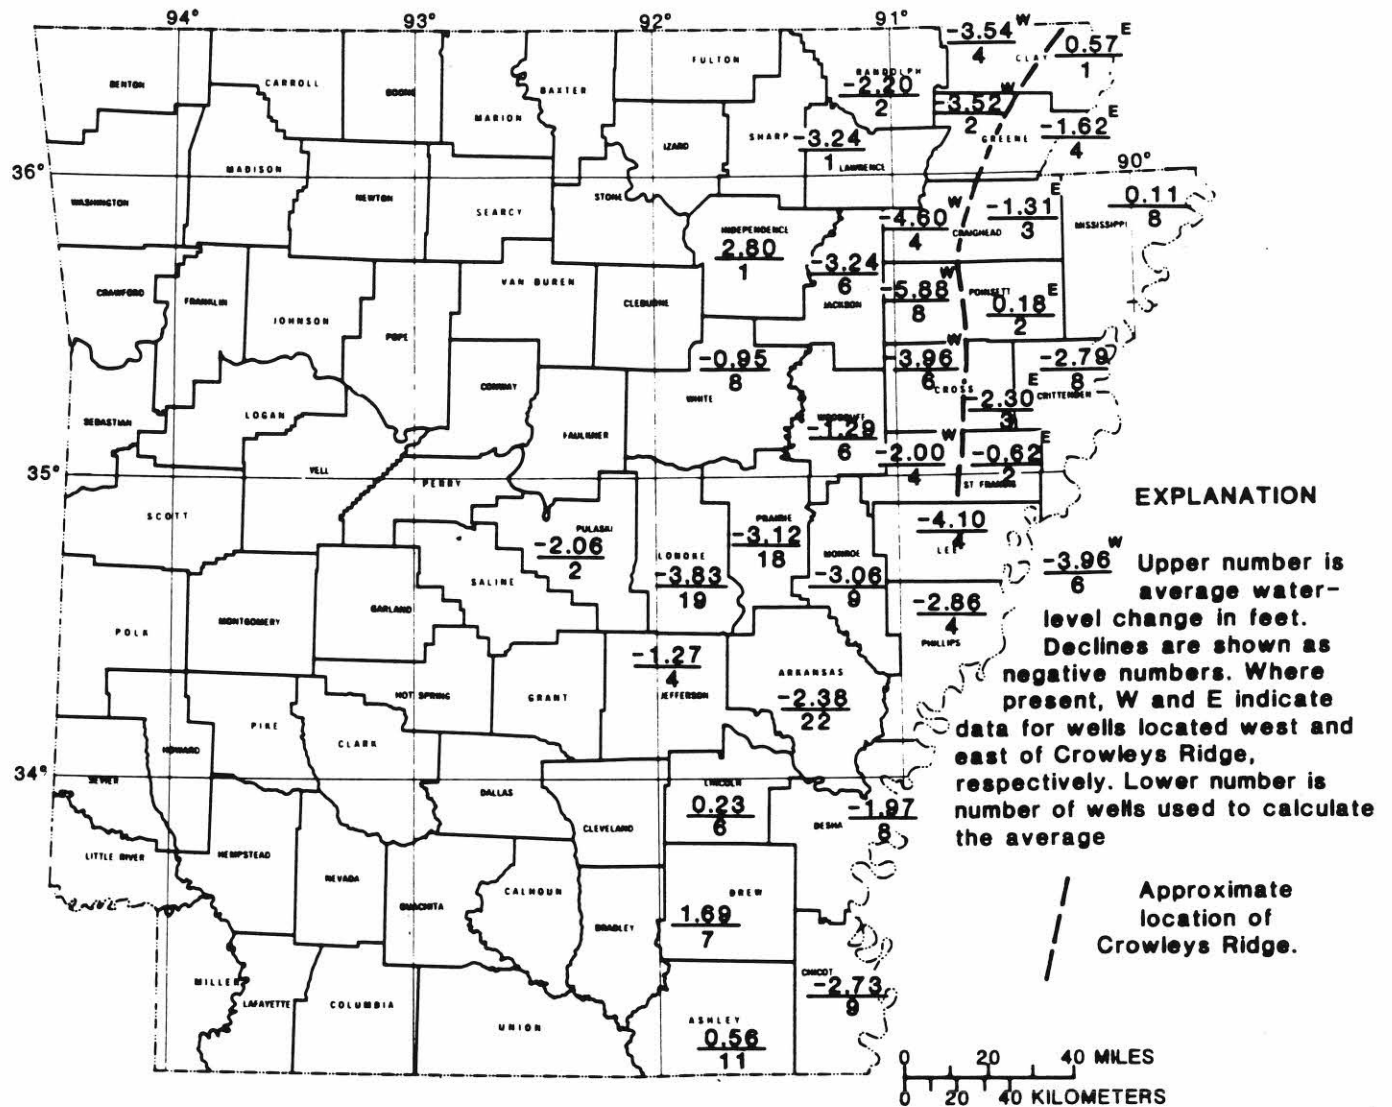 94°
93°
92°
91°
-3.54 W
4
0.57 E
1
CLAY
FULTON
RANDOLPH
-2.20
2
BENTON
CARROLL
BOONE
BAXTER
MARION
-3.52 W
2
GREENE
-1.62 E
4
SHARP
-3.24
1
LAWRENCE
IZARD
36°
MADISON
90°
WASHINGTON
NEWTON
SEARCY
STONE
-4.60 W
4
CRAIGHEAD
-1.31 E
3
0.11
8
MISSISSIPPI
INDEPENDENCE
2.80
1
-3.24
6
JACKSON
CRAWFORD
FRANKLIN
JOHNSON
POPE
VAN BUREN
CLEBURNE
-5.88 W
8
POINSETT
0.18 E
2
-0.95
8
WHITE
-3.96 W
6
CROSS
-2.30 E
3
-2.79
8
CRITTENDEN
SEBASTIAN
LOGAN
CONWAY
FAULKNER
WOODRUFF
-1.29
6
-2.00 W
4
-0.62 E
2
ST FRANCIS
35°
YELL
PERRY
SCOTT
PULASKI
-2.06
2
LONOKE
-3.83
19
PRAIRIE
-3.12
18
MONROE
-3.06
9
-4.10
4
LEE
SALINE
GARLAND
MONTGOMERY
POLA
-2.86
4
PHILLIPS
-1.27
4
JEFFERSON
ARKANSAS
-2.38
22
HOT SPRING
GRANT
PIKE
CLARK
HOWARD
34°
SEVIER
DALLAS
CLEVELAND
LINCOLN
0.23
6
DESHA
-1.97
8
LITTLE RIVER
HEMPSTEAD
NEVADA
OUACHITA
CALHOUN
BRADLEY
DREW
1.69
7
MILLER
LAFAYETTE
COLUMBIA
UNION
ASHLEY
0.56
11
CHICOT
-2.73
9
EXPLANATION
-3.96 W
6
Upper number is
average water-
level change in feet.
Declines are shown as
negative numbers. Where
present, W and E indicate
data for wells located west and
east of Crowleys Ridge,
respectively. Lower number is
number of wells used to calculate
the average
Approximate
location of
Crowleys Ridge.
0 20 40 MILES
0 20 40 KILOMETERS